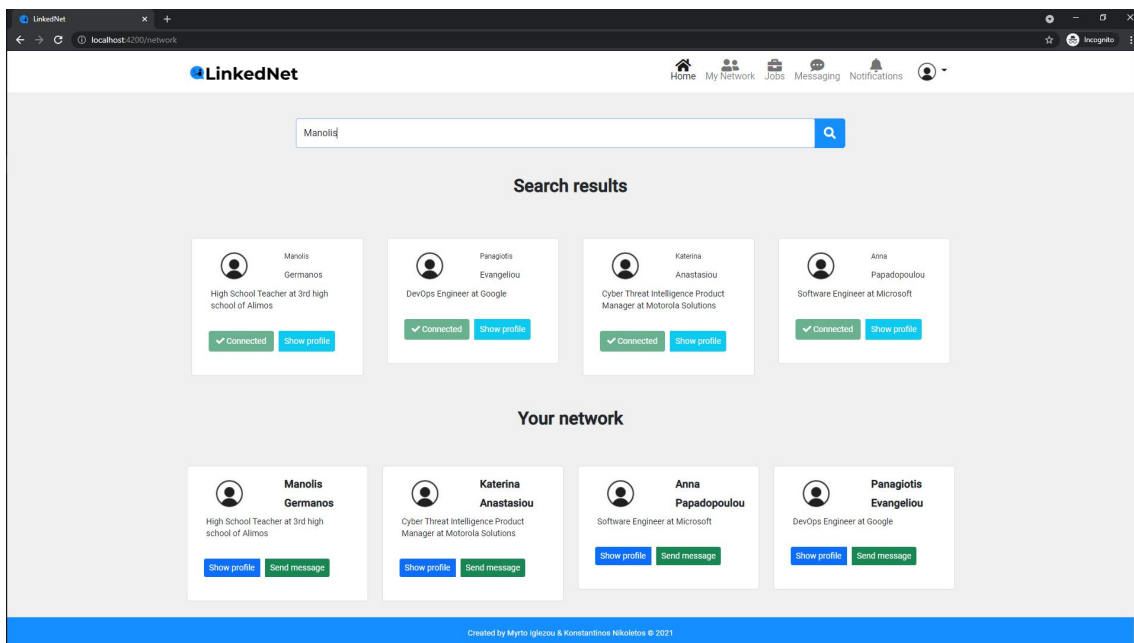 LinkedNet
localhost:4200/network
Incognito
LinkedNet
Home My Network Jobs Messaging Notifications
Manolis
Search results
Manolis
Germanos
High School Teacher at 3rd high
school of Alimos
Connected Show profile
Panagiotis
Evangeliou
DevOps Engineer at Google
Connected Show profile
Katerina
Anastasiou
Cyber Threat Intelligence Product
Manager at Motorola Solutions
Connected Show profile
Anna
Papadopoulou
Software Engineer at Microsoft
Connected Show profile
Your network
Manolis
Germanos
High School Teacher at 3rd high
school of Alimos
Show profile Send message
Katerina
Anastasiou
Cyber Threat Intelligence Product
Manager at Motorola Solutions
Show profile Send message
Anna
Papadopoulou
Software Engineer at Microsoft
Show profile Send message
Panagiotis
Evangeliou
DevOps Engineer at Google
Show profile Send message
Created by Myrto Iglezou & Konstantinos Nikoletos © 2021